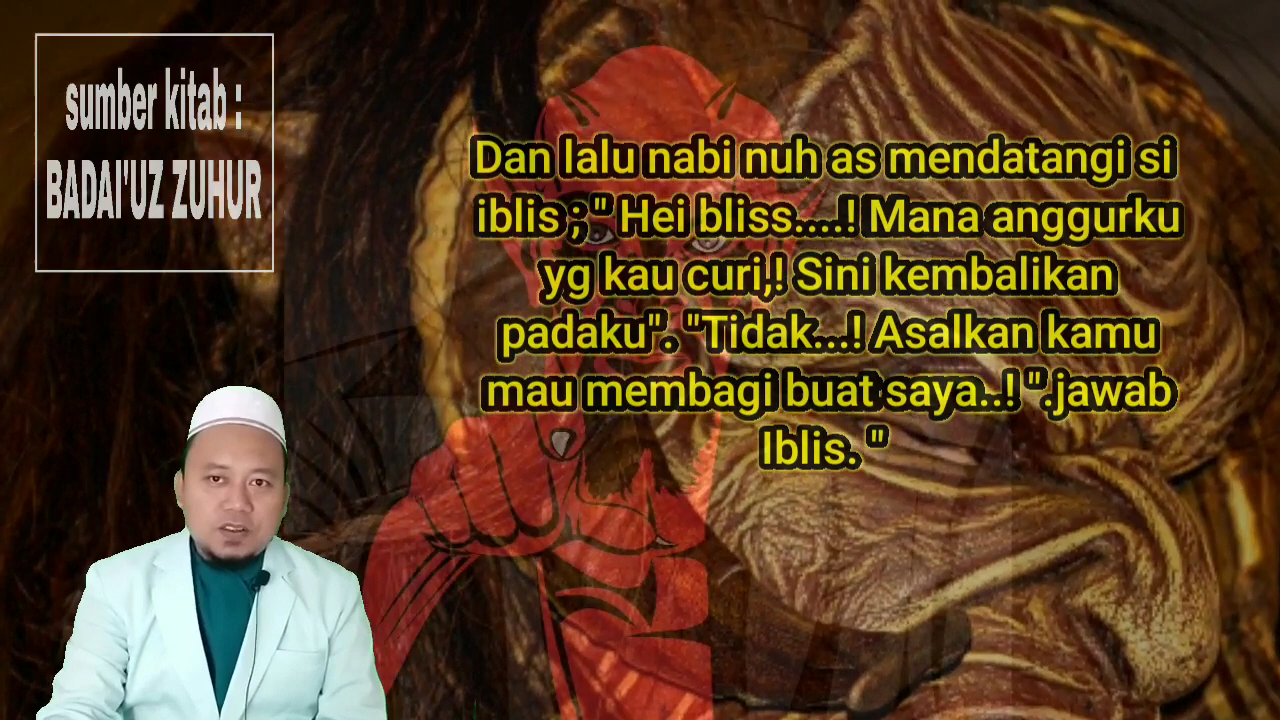 sumber kitab :
BADAI'UZ ZUHUR
Dan lalu nabi nuh as mendatangi si
iblis ; " Hei bliss....! Mana anggurku
yg kau curi,! Sini kembalikan
padaku". "Tidak...! Asalkan kamu
mau membagi buat saya..! ".jawab
Iblis. "